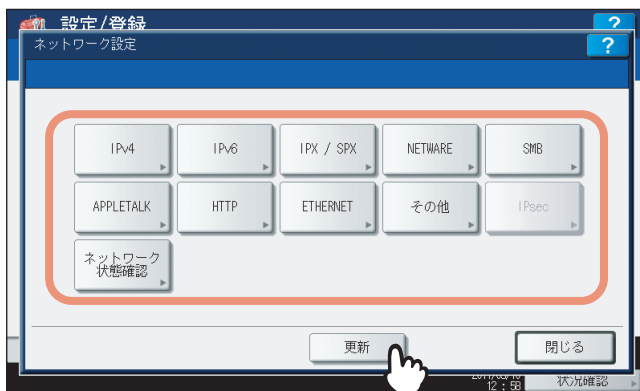 設定/登録
?
ネットワーク設定
?
IPv4
IPv6
IPX / SPX
NETWARE
SMB
APPLETALK
HTTP
ETHERNET
その他
IPsec
ネットワーク
状態確認
更新
閉じる
12:58
状況確認